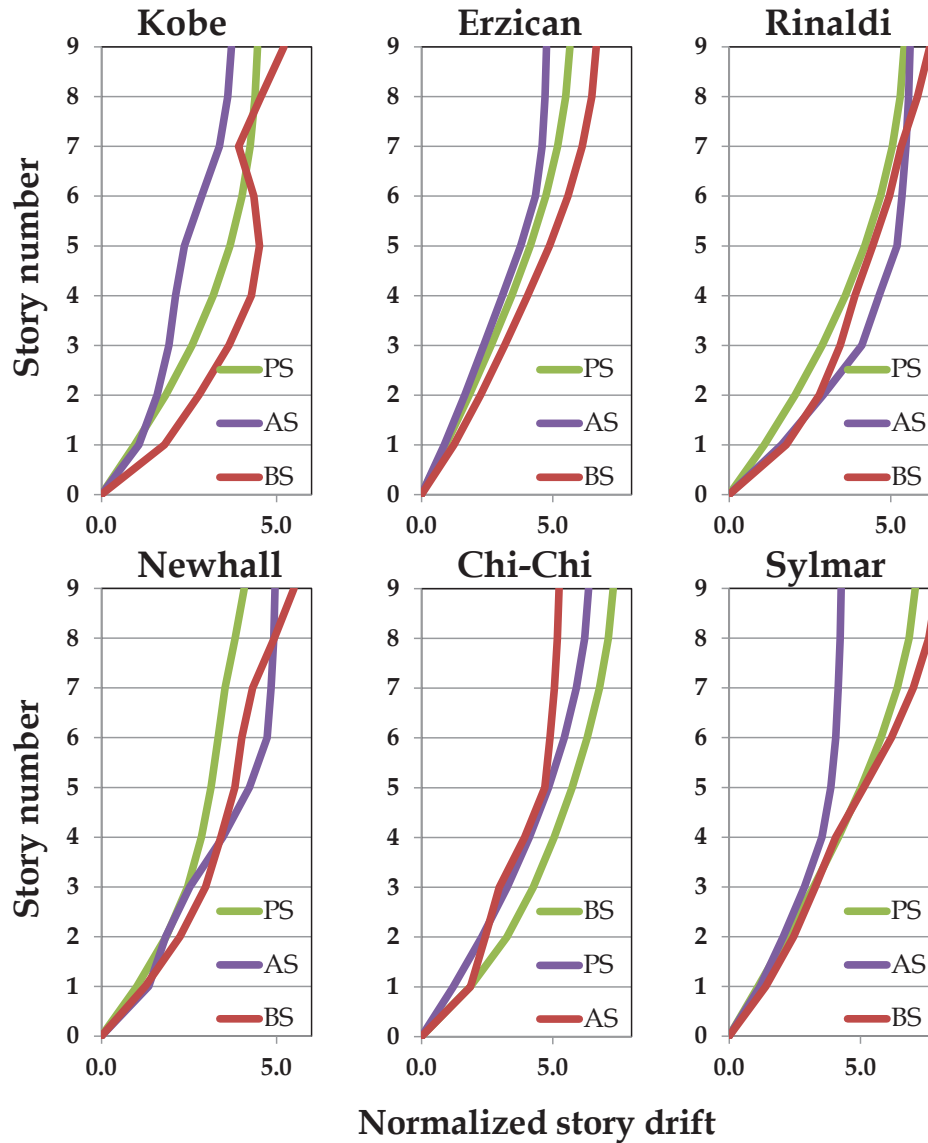 Kobe Erzican Rinaldi
Story number
9 9 9
8 8 8
7 7 7
6 6 6
5 5 5
4 4 4
3 3 3
PS PS PS
2 2 2
AS AS AS
1 1 1
BS BS BS
0 0 0
0.0 5.0 0.0 5.0 0.0 5.0
Newhall Chi-Chi Sylmar
Story number
9 9 9
8 8 8
7 7 7
6 6 6
5 5 5
4 4 4
3 3 3
PS BS PS
2 2 2
AS PS AS
1 1 1
BS AS BS
0 0 0
0.0 5.0 0.0 5.0 0.0 5.0
Normalized story drift